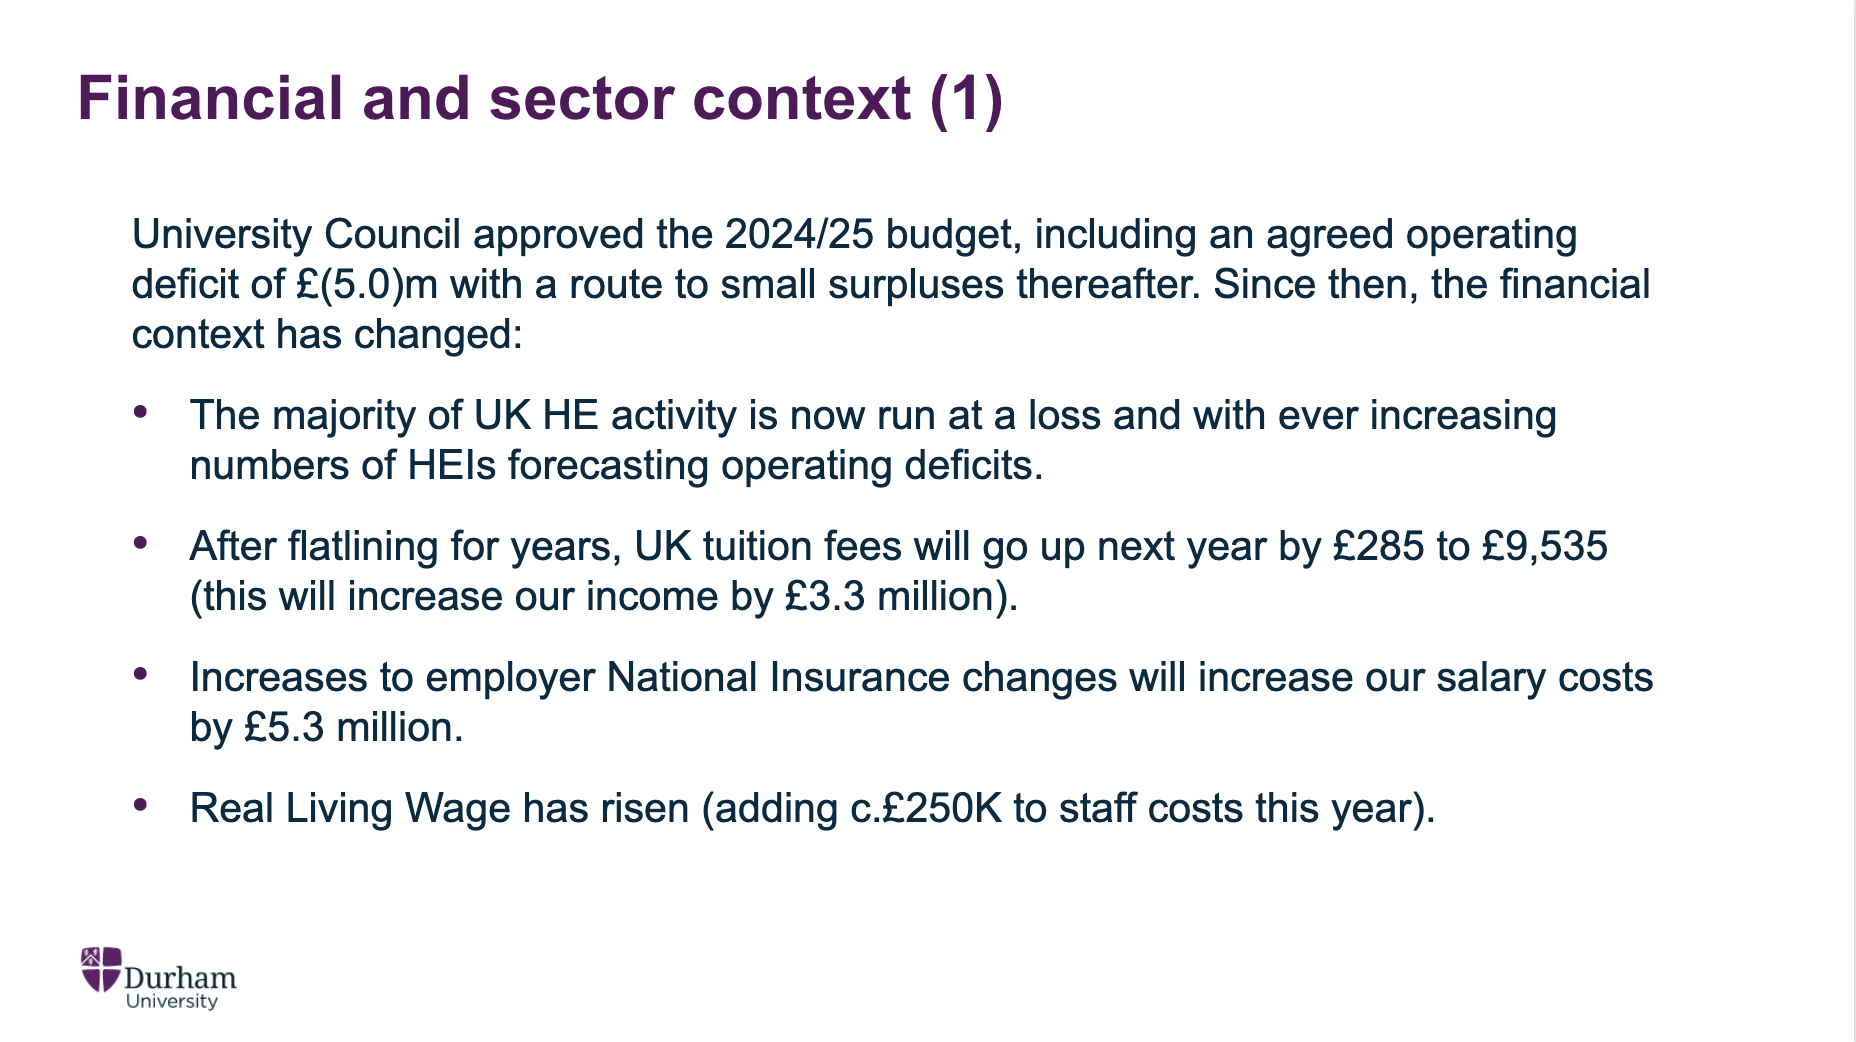 Financial and sector context (1)
University Council approved the 2024/25 budget, including an agreed operating
deficit of £(5.0)m with a route to small surpluses thereafter. Since then, the financial
context has changed:
• The majority of UK HE activity is now run at a loss and with ever increasing
numbers of HEIs forecasting operating deficits.
• After flatlining for years, UK tuition fees will go up next year by £285 to £9,535
(this will increase our income by £3.3 million).
• Increases to employer National Insurance changes will increase our salary costs
by £5.3 million.
• Real Living Wage has risen (adding c.£250K to staff costs this year).
Durham
University